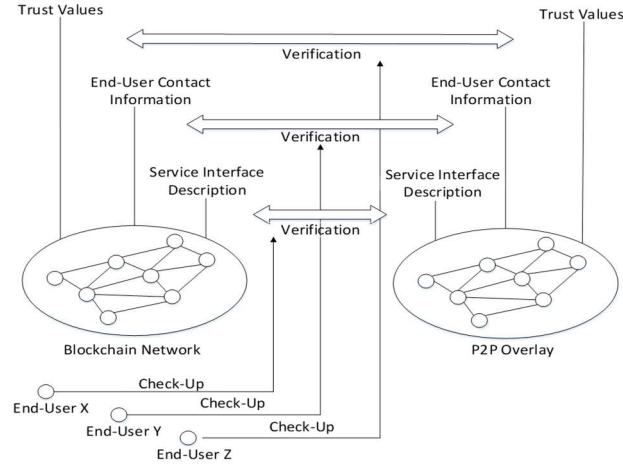 Trust Values
Trust Values
Verification
End-User Contact
Information
End-User Contact
Information
Verification
Service Interface
Description
Service Interface
Description
Verification
Blockchain Network
P2P Overlay
Check-Up
End-User X
Check-Up
End-User Y
Check-Up
End-User Z